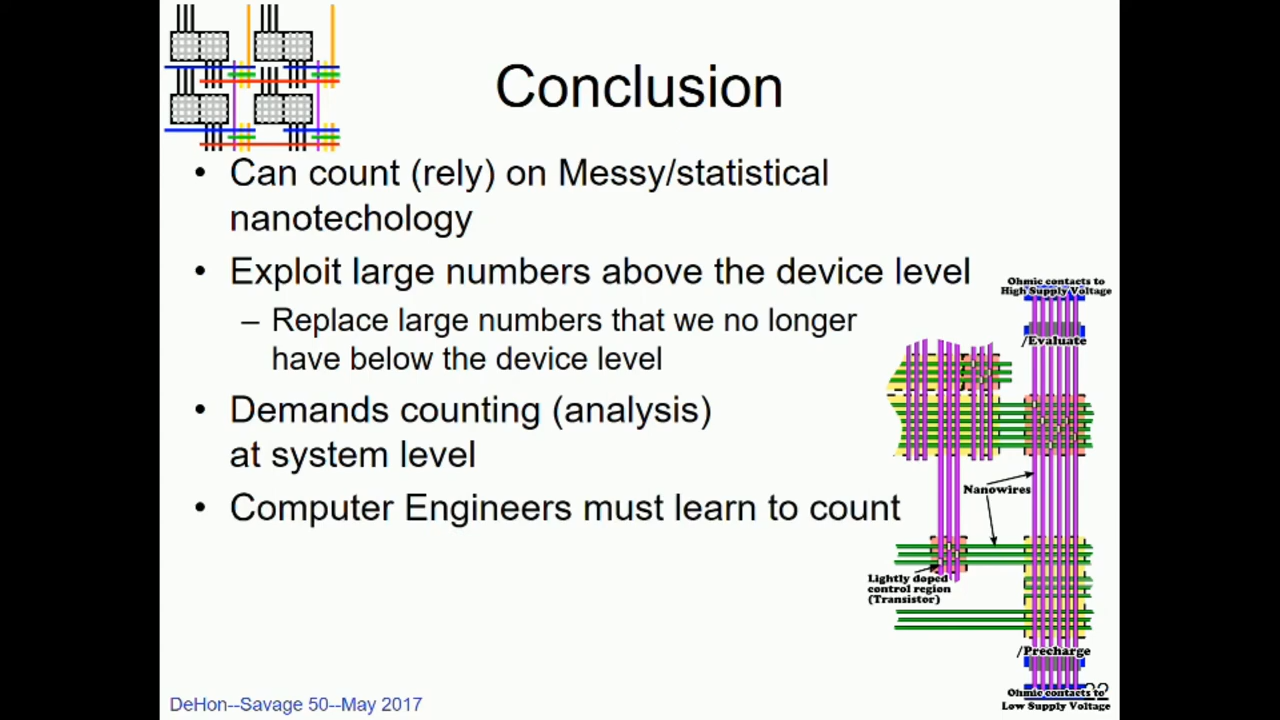 Conclusion
• Can count (rely) on Messy/statistical
nanotechology
• Exploit large numbers above the device level
– Replace large numbers that we no longer
have below the device level
• Demands counting (analysis)
at system level
• Computer Engineers must learn to count
Ohmic contacts to
High Supply Voltage
/Evaluate
Nanowires
Lightly doped
control region
(Transistor)
/Precharge
Ohmic contacts to
Low Supply Voltage
DeHon--Savage 50--May 2017